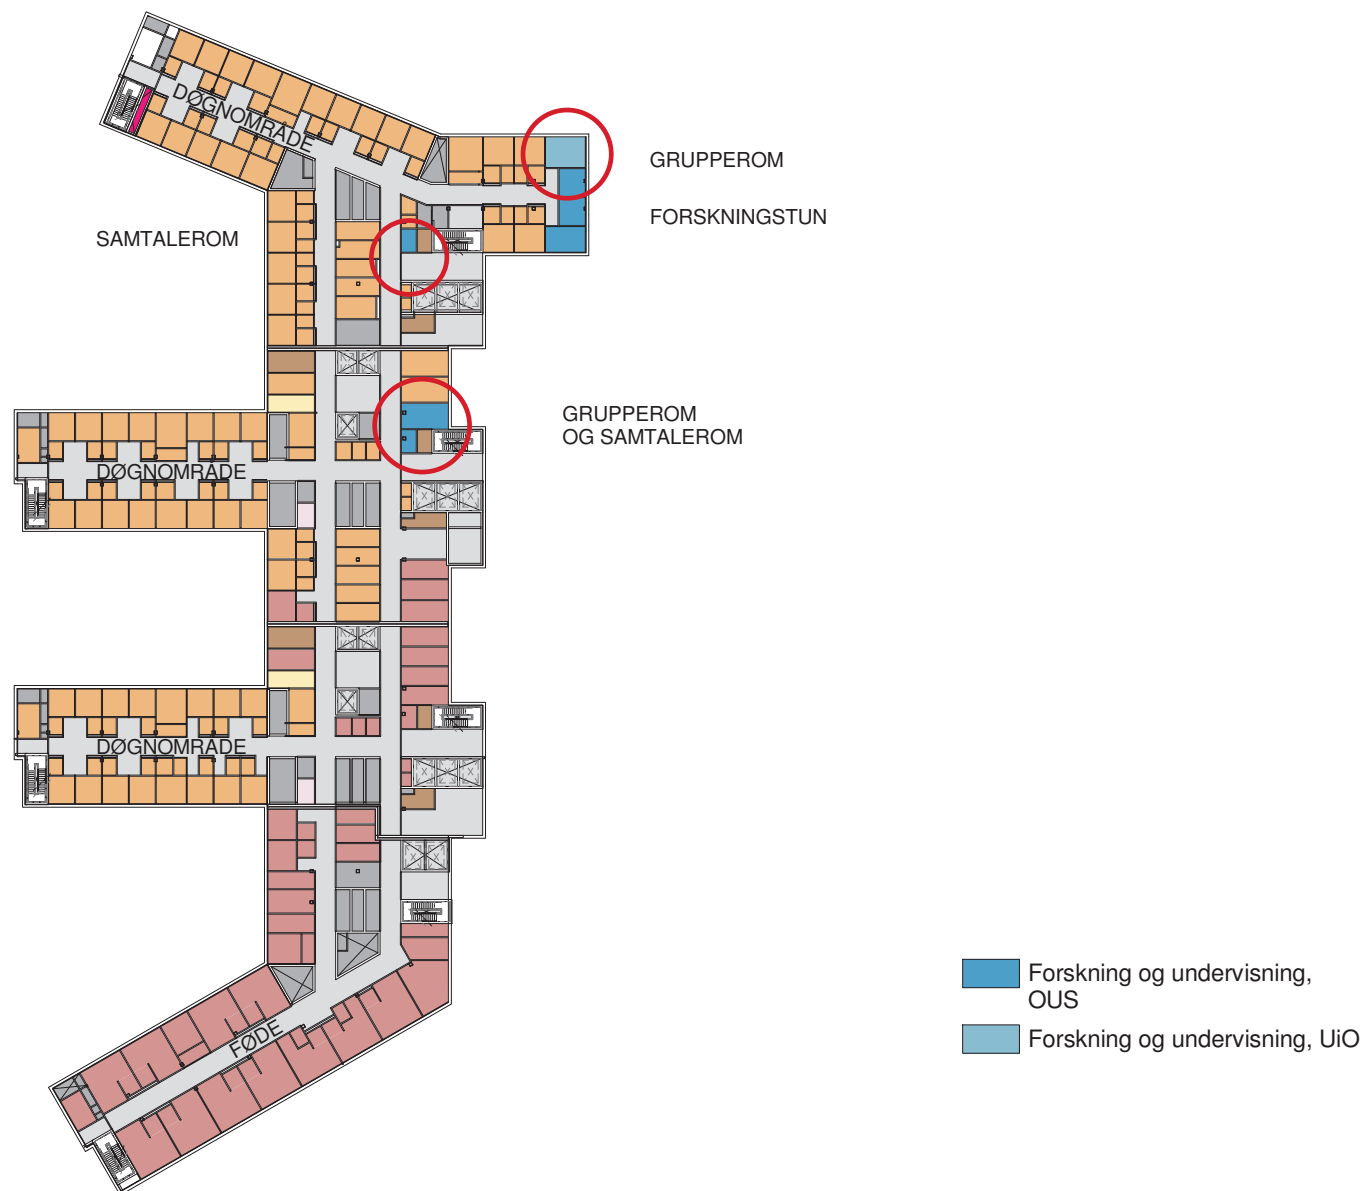 DØGNOMRÅDE
GRUPPEROM
FORSKNINGSTUN
SAMTALEROM
GRUPPEROM
OG SAMTALEROM
DØGNOMRÅDE
DØGNOMRÅDE
FØDE
Forskning og undervisning,
OUS
Forskning og undervisning, UiO